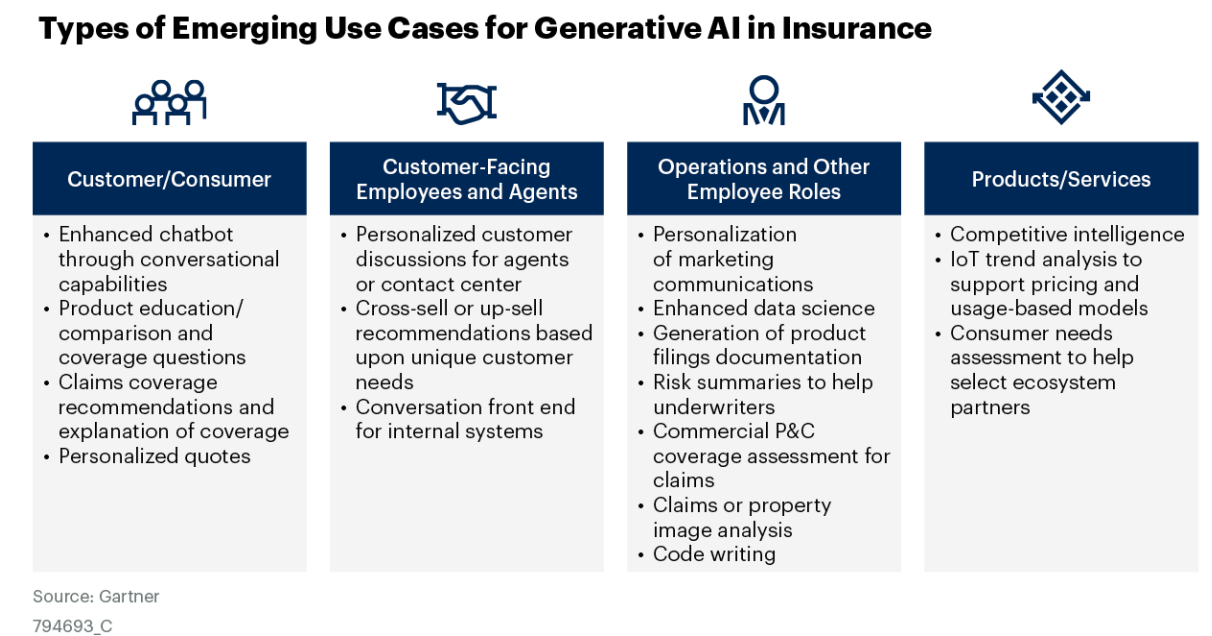 Types of Emerging Use Cases for Generative AI in Insurance
Customer/Consumer
• Enhanced chatbot
through conversational
capabilities
• Product education/
comparison and
coverage questions
• Claims coverage
recommendations and
explanation of coverage
• Personalized quotes
Customer-Facing
Employees and Agents
• Personalized customer
discussions for agents
or contact center
• Cross-sell or up-sell
recommendations based
upon unique customer
needs
• Conversation front end
for internal systems
Operations and Other
Employee Roles
• Personalization
of marketing
communications
• Enhanced data science
• Generation of product
filings documentation
• Risk summaries to help
underwriters
• Commercial P&C
coverage assessment for
claims
• Claims or property
image analysis
• Code writing
Products/Services
• Competitive intelligence
• IoT trend analysis to
support pricing and
usage-based models
• Consumer needs
assessment to help
select ecosystem
partners
Source: Gartner
794693_C